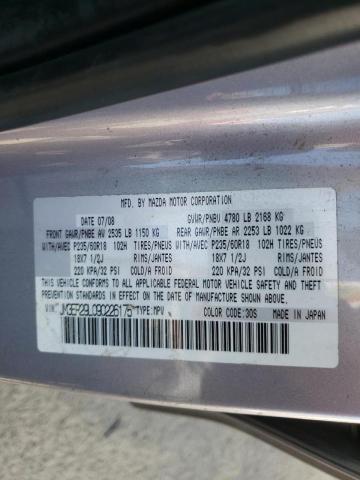 MFG. BY MAZDA MOTOR CORPORATION
DATE 07/08 GVWR/PNBV 4780 LB 2168 KG
FRONT GAWR/PNBE AV 2535 LB 1150 KG REAR GAWR/PNBE AR 2253 LB 1022 KG
WITH/AVEC P235/60R18 102H TIRES/PNEUS WITH/AVEC P235/60R18 102H TIRES/PNEUS
18X7 1/2J RIMS/JANTES 18X7 1/2J RIMS/JANTES
220 KPA/32 PSI COLD/A FROID 220 KPA/32 PSI COLD/A FROID
THIS VEHICLE CONFORMS TO ALL APPLICABLE
FEDERAL MOTOR VEHICLE SAFETY STANDARDS IN EFFECT
ON THE DATE OF MANUFACTURE SHOWN ABOVE.
TYPE:MPV COLOR CODE:30S MADE IN JAPAN